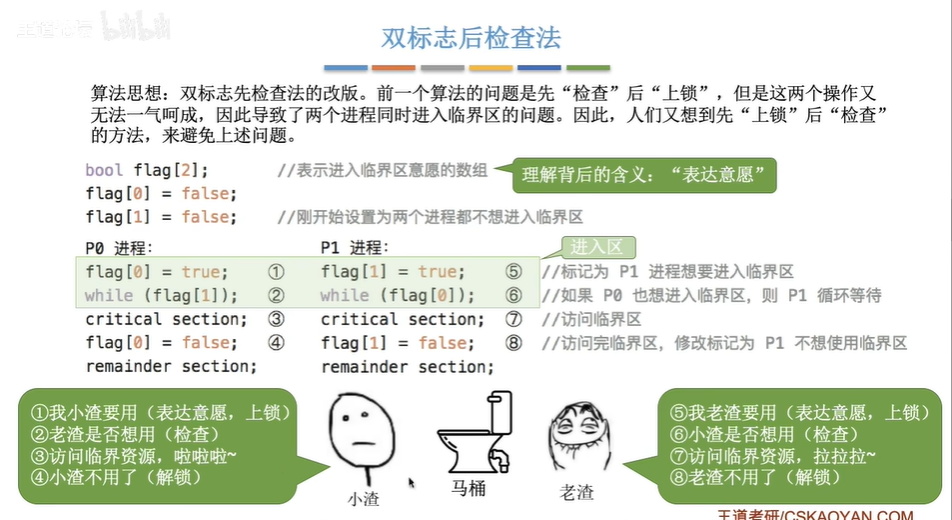 双标志后检查法
算法思想：双标志先检查法的改版。前一个算法的问题是先“检查”后“上锁”，但是这两个操作又
无法一气呵成，因此导致了两个进程同时进入临界区的问题。因此，人们又想到先“上锁”后“检查”
的方法，来避免上述问题。
bool flag[2]; //表示进入临界区意愿的数组
理解背后的含义：“表达意愿”
flag[0] = false;
flag[1] = false; //刚开始设置为两个进程都不想进入临界区
P0 进程： P1 进程： 进入区
flag[0] = true; ① flag[1] = true; ⑤ //标记为 P1 进程想要进入临界区
while (flag[1]); ② while (flag[0]); ⑥ //如果 P0 也想进入临界区，则 P1 循环等待
critical section; ③ critical section; ⑦ //访问临界区
flag[0] = false; ④ flag[1] = false; ⑧ //访问完临界区，修改标记为 P1 不想使用临界区
remainder section; remainder section;
①我小渣要用（表达意愿，上锁）
②老渣是否想用（检查）
③访问临界资源，啦啦啦~
④小渣不用了（解锁）
小渣
马桶
老渣
⑤我老渣要用（表达意愿，上锁）
⑥小渣是否想用（检查）
⑦访问临界资源，拉拉拉~
⑧老渣不用了（解锁）
王道考研/CSKAOYAN.COM